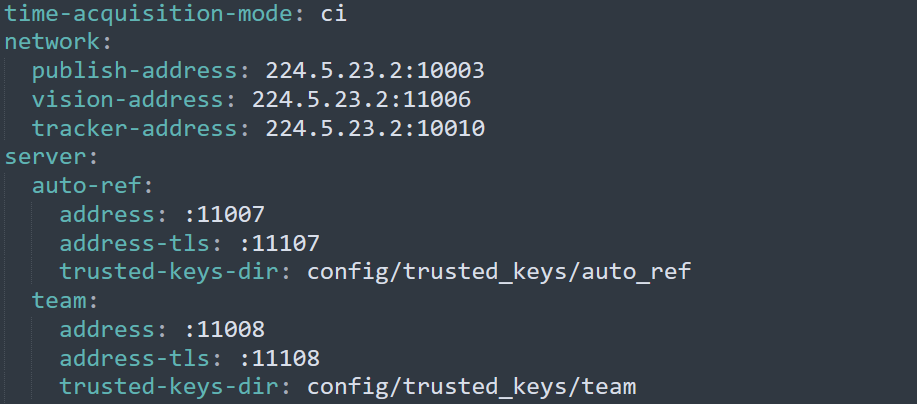 time-acquisition-mode: ci
network:
  publish-address: 224.5.23.2:10003
  vision-address: 224.5.23.2:11006
  tracker-address: 224.5.23.2:10010
server:
  auto-ref:
    address: :11007
    address-tls: :11107
    trusted-keys-dir: config/trusted_keys/auto_ref
  team:
    address: :11008
    address-tls: :11108
    trusted-keys-dir: config/trusted_keys/team